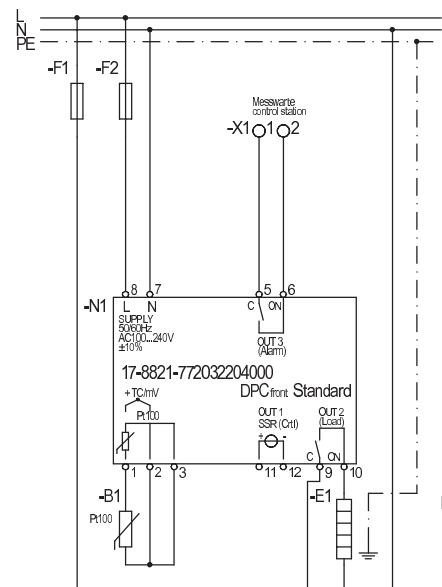 L
N
PE
-F1
-F2
Messwarte
control station
-X1 1 2
8 7 5 6
-N1
L N C ON
SUPPLY
50/60Hz
AC100...240V
±10%
OUT 3
(Alarm)
17-8821-772032204000
DPC front Standard
+ TC/mV
Pt100
OUT 1
SSR (Crtl)
+ -
OUT 2
(Load)
C ON
1 2 3 11 12 9 10
-B1
-E1
Pt100